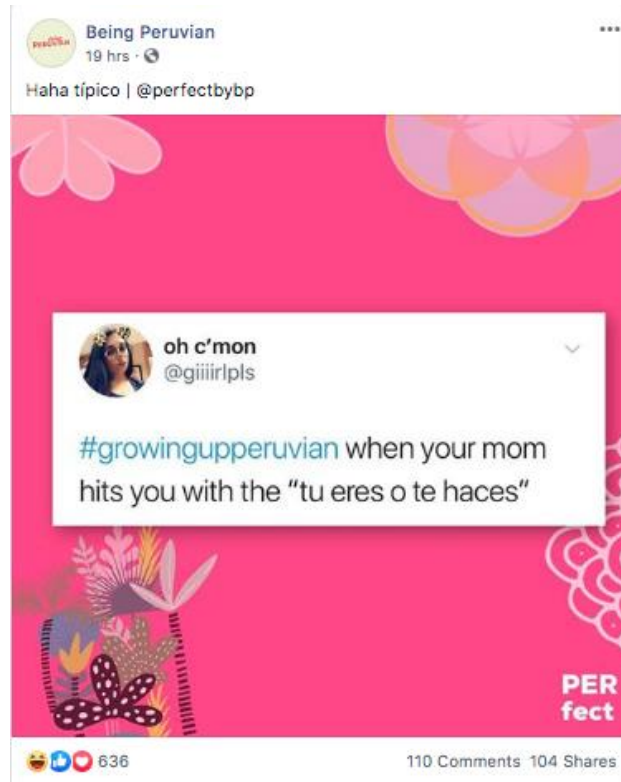 Being Peruvian
19 hrs
Haha típico | @perfectbybp
oh c'mon
@giiiirlpls
#growingupperuvian when your mom
hits you with the “tu eres o te haces”
PER
fect
636
110 Comments 104 Shares